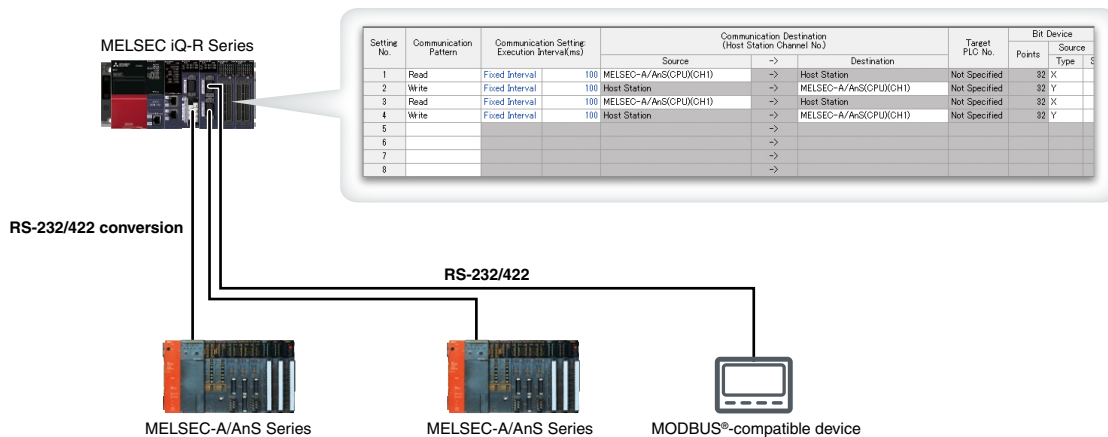 MELSEC iQ-R Series
Setting No. Communication Pattern Communication Setting: Execution Interval(ms) Communication Destination (Host Station Channel No.) Target PLC No. Bit Device
Source -> Destination Points Source
Type S
1 Read Fixed Interval 100 MELSEC-A/AnS(CPU)(CH1) -> Host Station Not Specified 32 X
2 Write Fixed Interval 100 Host Station -> MELSEC-A/AnS(CPU)(CH1) Not Specified 32 Y
3 Read Fixed Interval 100 MELSEC-A/AnS(CPU)(CH1) -> Host Station Not Specified 32 X
4 Write Fixed Interval 100 Host Station -> MELSEC-A/AnS(CPU)(CH1) Not Specified 32 Y
5 ->
6 ->
7 ->
8 ->
RS-232/422 conversion
RS-232/422
MELSEC-A/AnS Series
MELSEC-A/AnS Series
MODBUS®-compatible device